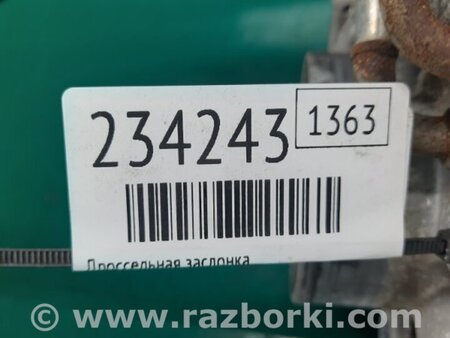 234243 1363
Дроссельная заслонка
© www.razborki.com